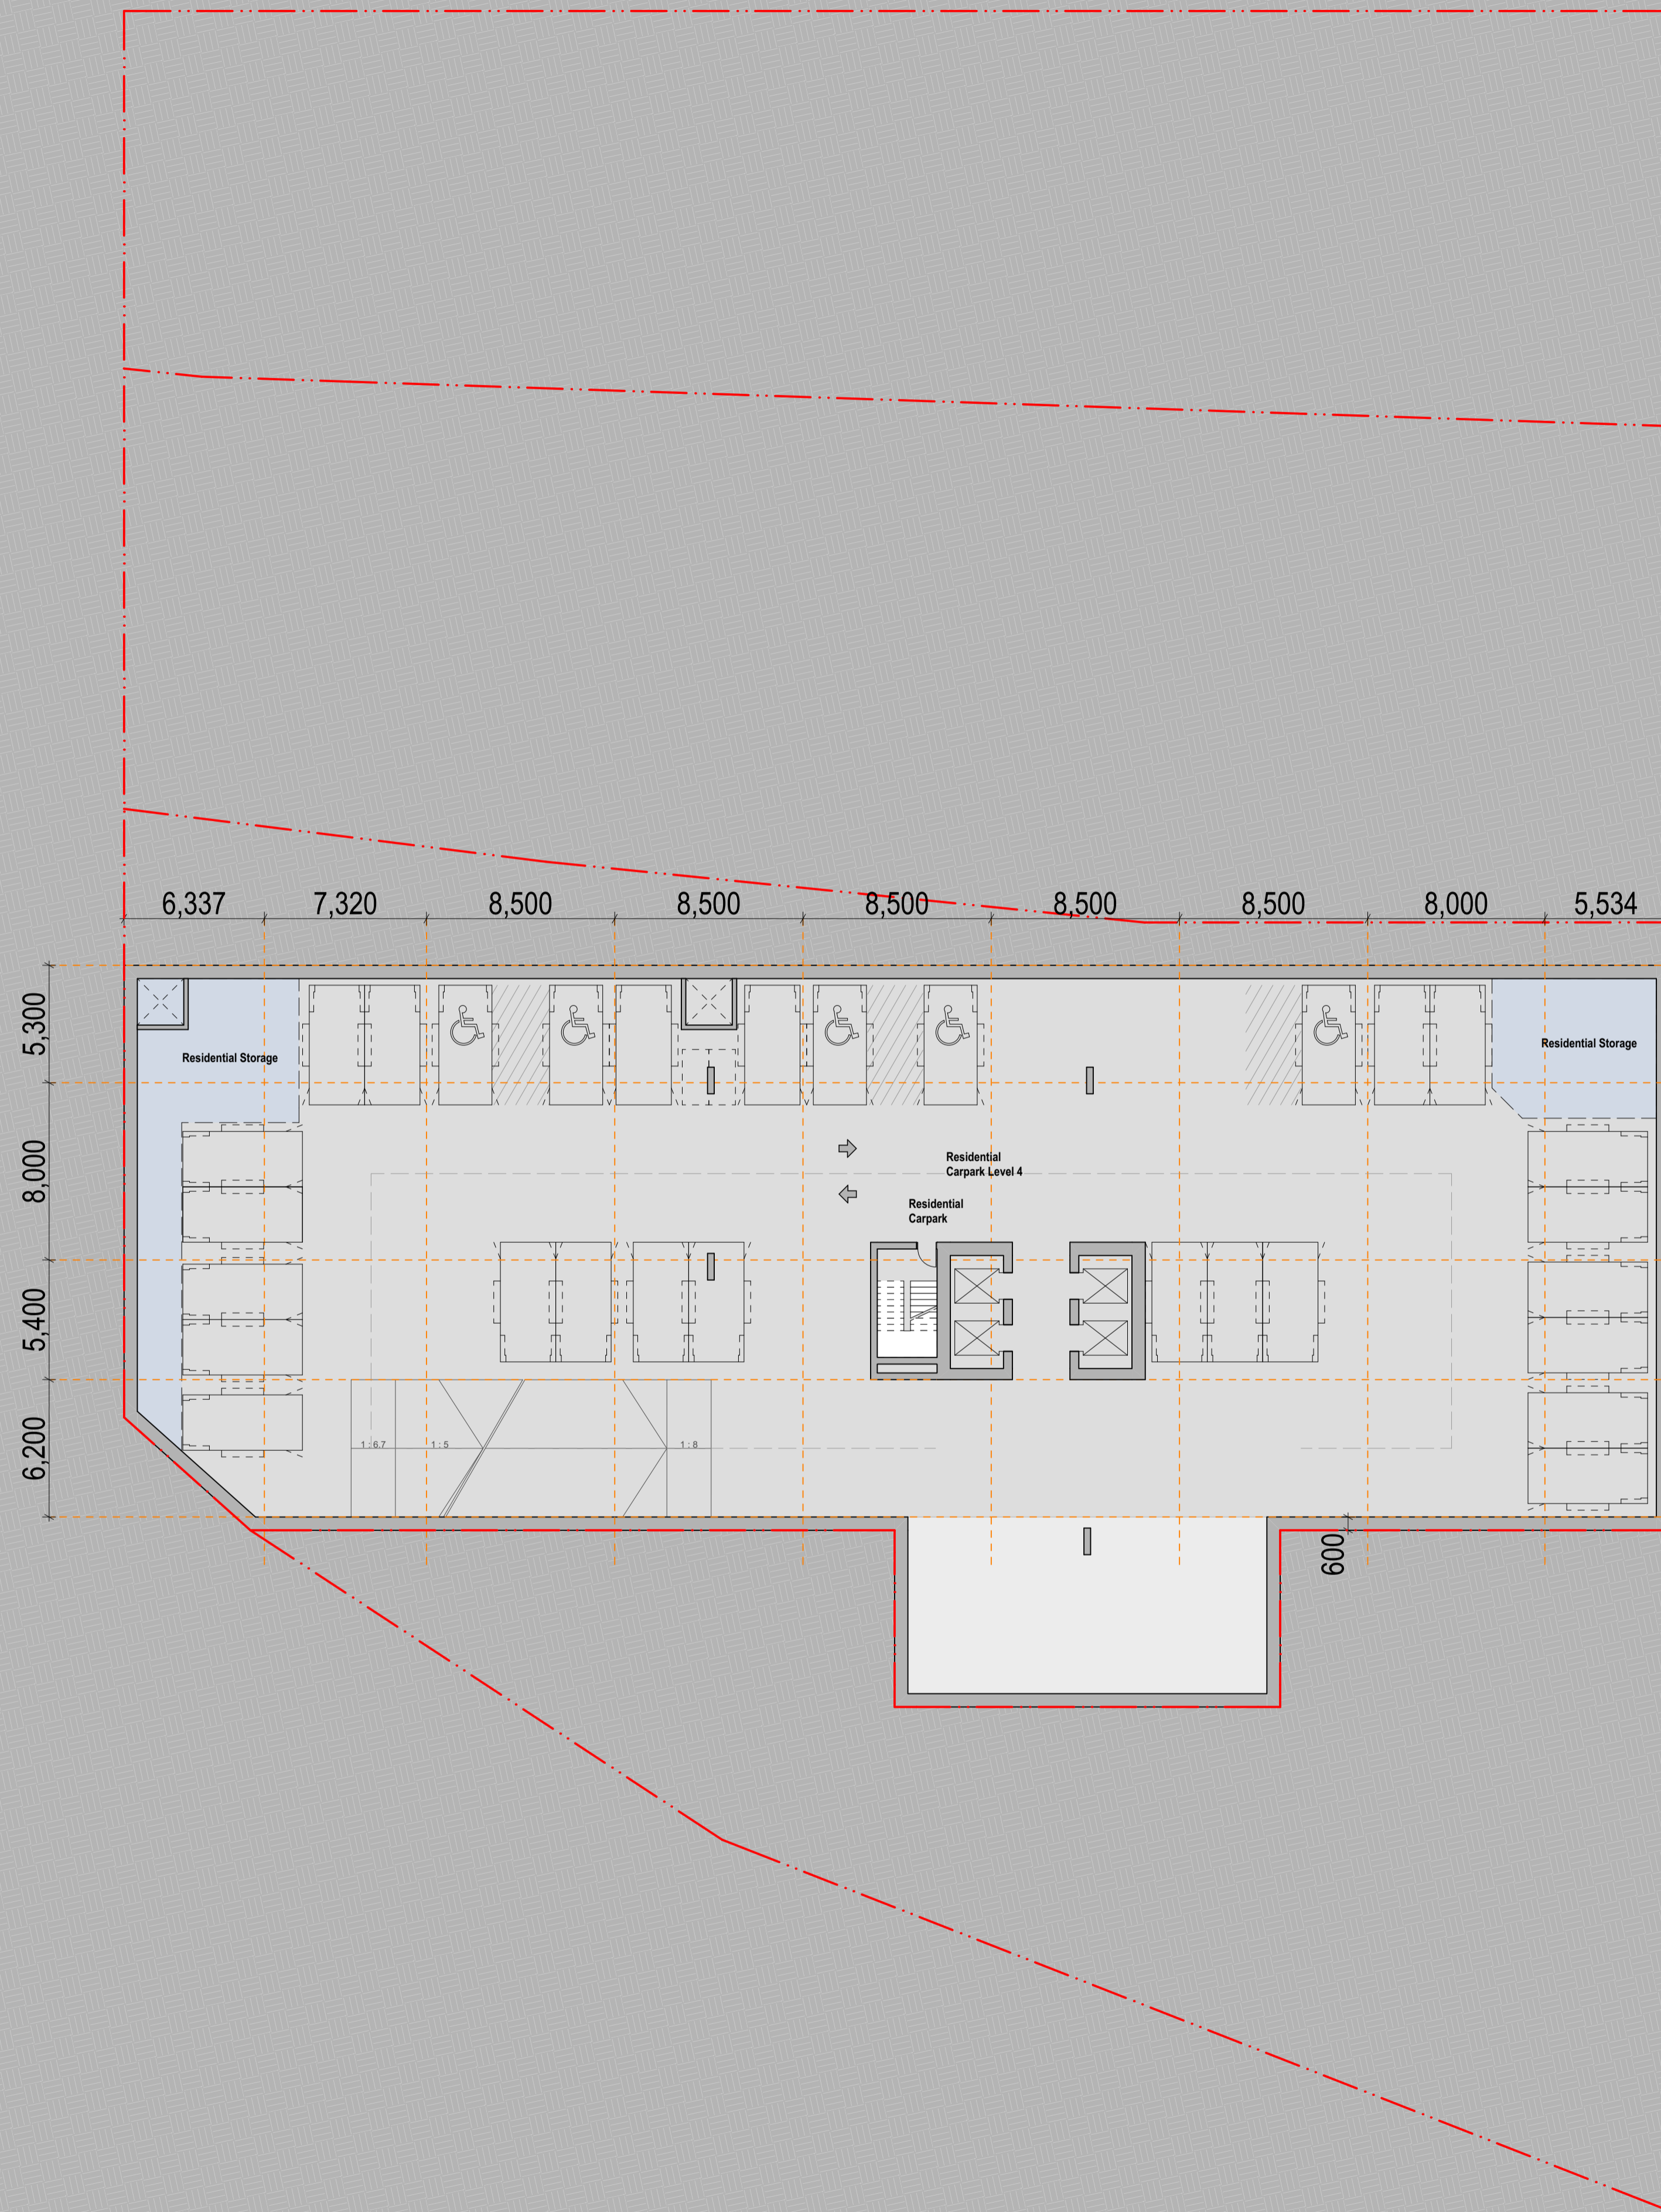 6,337 7,320 8,500 8,500 8,500 8,500 8,500 8,000 5,534
5,300
Residential Storage
Residential Storage
8,000
Residential
Carpark Level 4
Residential
Carpark
5,400
6,200
1 : 6.7
1 : 5
1 : 8
600